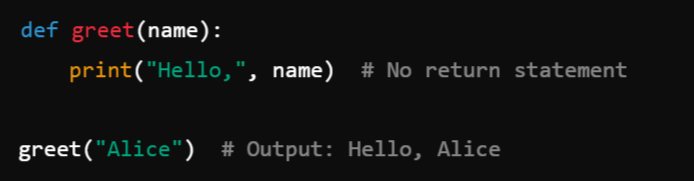 def greet(name):
    print("Hello,", name)  # No return statement
greet("Alice")  # Output: Hello, Alice